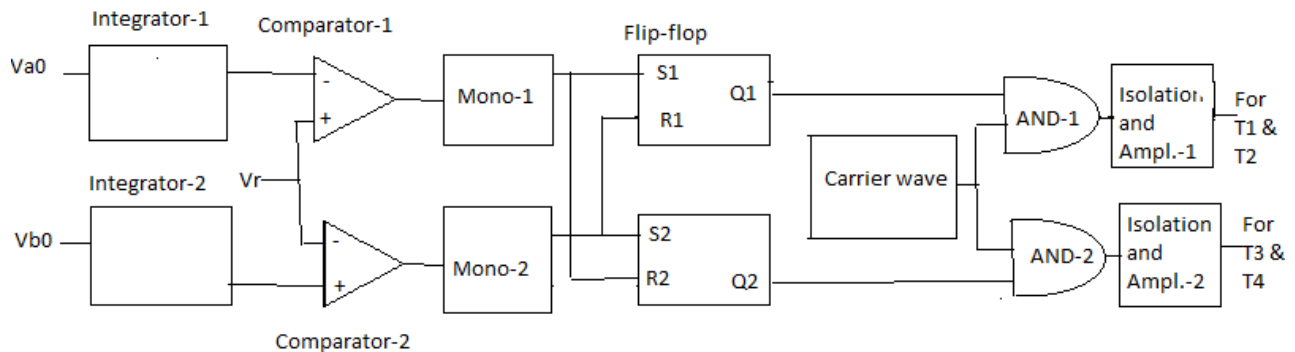 Integrator-1
Comparator-1
Flip-flop
Va0
-
+
Mono-1
S1
R1
Q1
AND-1
Isolation
and
Ampl.-1
For
T1 &
T2
Integrator-2
Vr
Carrier wave
Vb0
-
+
Mono-2
S2
R2
Q2
AND-2
Isolation
and
Ampl.-2
For
T3 &
T4
Comparator-2